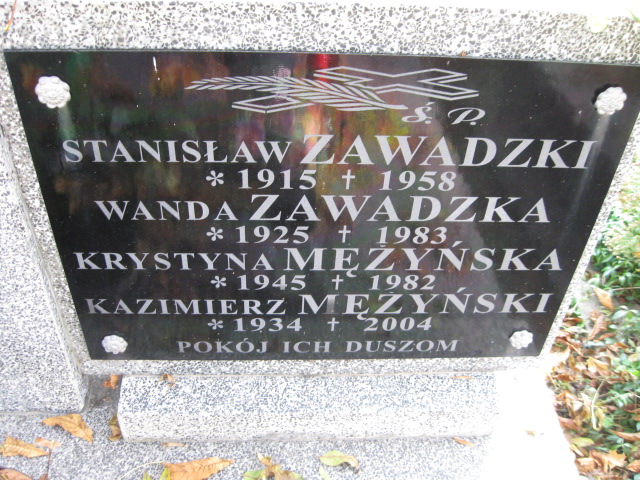 Ś. P.
STANISŁAW ZAWADZKI
* 1915 † 1958
WANDA ZAWADZKA
* 1925 † 1983
KRYSTYNA MĘŻYŃSKA
* 1945 † 1982
KAZIMIERZ MĘŻYŃSKI
* 1934 † 2004
POKÓJ ICH DUSZOM